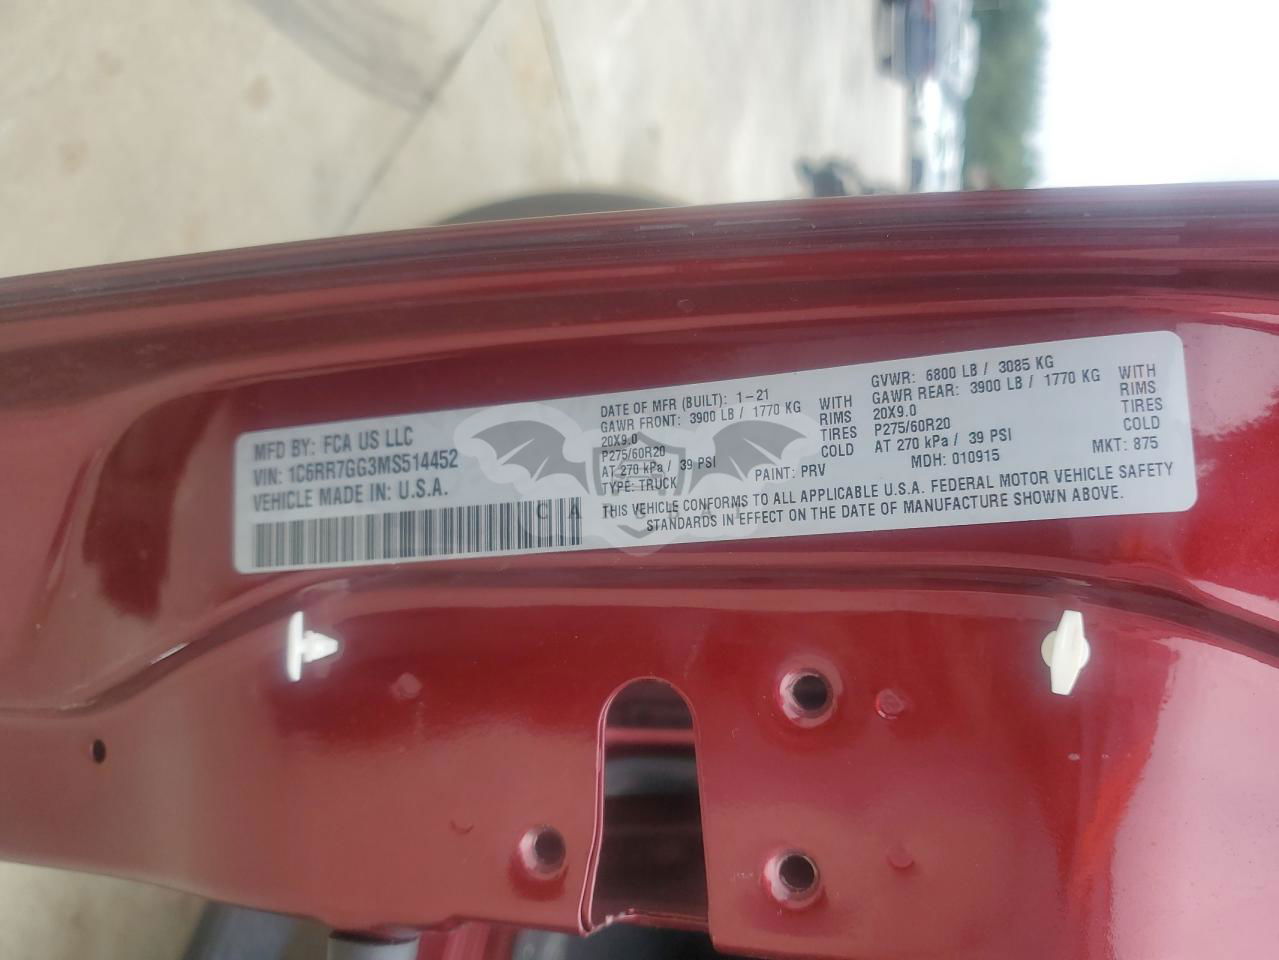 MFD BY: FCA US LLC
VIN: 1C6RR7GG3MS514452
VEHICLE MADE IN: U.S.A.
DATE OF MFR (BUILT): 1-21
GAWR FRONT: 3900 LB / 1770 KG WITH
20X9.0 RIMS
P275/60R20 TIRES
AT 270 kPa / 39 PSI COLD
TYPE: TRUCK PAINT: PRV
GVWR: 6800 LB / 3085 KG
GAWR REAR: 3900 LB / 1770 KG WITH
20X9.0 RIMS
P275/60R20 TIRES
AT 270 kPa / 39 PSI COLD
MDH: 010915 MKT: 875
THIS VEHICLE CONFORMS TO ALL APPLICABLE U.S.A. FEDERAL MOTOR VEHICLE SAFETY
STANDARDS IN EFFECT ON THE DATE OF MANUFACTURE SHOWN ABOVE.